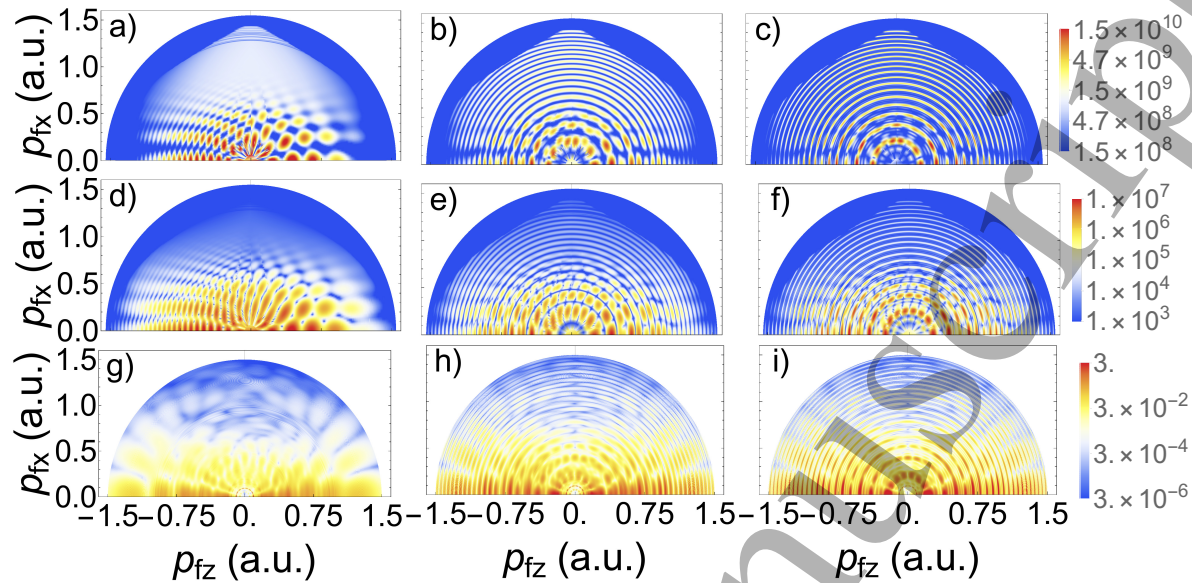 a) b) c)
p_fx (a.u.)
1.5
1.0
0.5
0.0
1.5 × 10^10
4.7 × 10^9
1.5 × 10^9
4.7 × 10^8
1.5 × 10^8
d) e) f)
p_fx (a.u.)
1.5
1.0
0.5
0.0
1. × 10^7
1. × 10^6
1. × 10^5
1. × 10^4
1. × 10^3
g) h) i)
p_fx (a.u.)
1.5
1.0
0.5
0.0
3.
3. × 10^-2
3. × 10^-4
3. × 10^-6
−1.5 −0.75 0. 0.75 1.5 −1.5 −0.75 0. 0.75 1.5 −1.5 −0.75 0. 0.75 1.5
p_fz (a.u.) p_fz (a.u.) p_fz (a.u.)
nuscrip